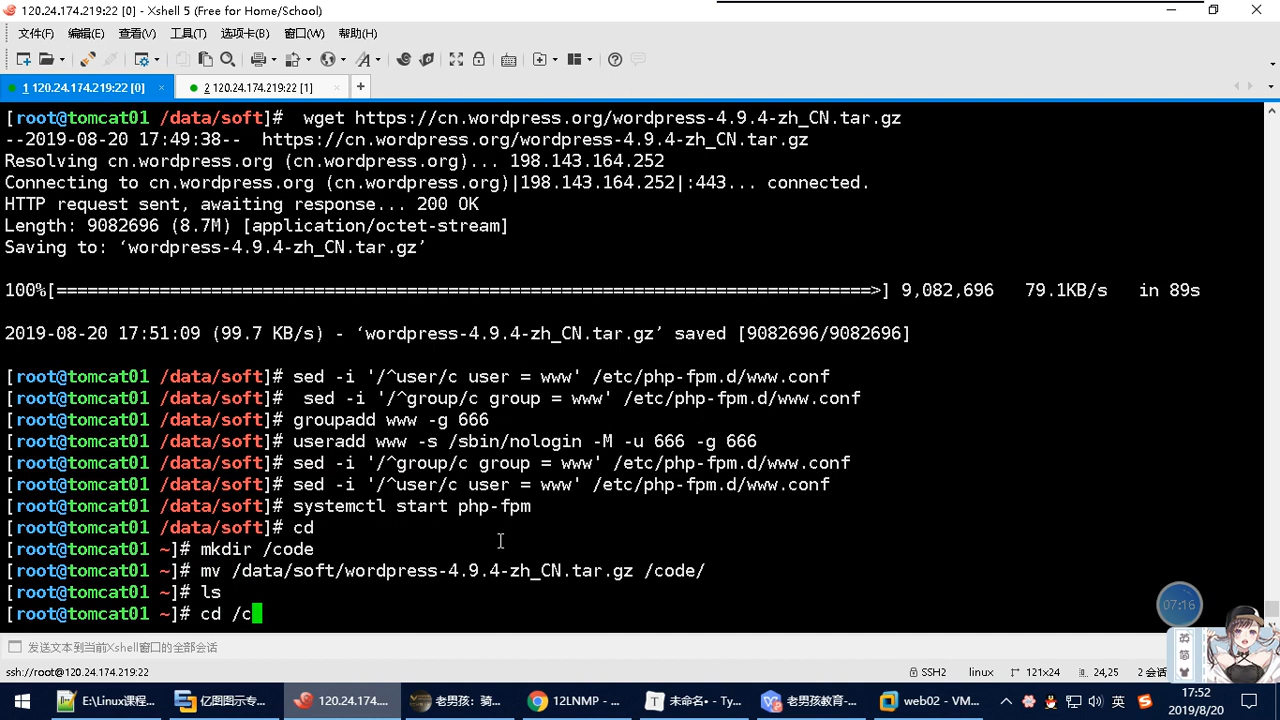 120.24.174.219:22 [0] - Xshell 5 (Free for Home/School)
文件(F) 编辑(E) 查看(V) 工具(T) 选项卡(B) 窗口(W) 帮助(H)
1 120.24.174.219:22 [0] × 2 120.24.174.219:22 [1] × +
[root@tomcat01 /data/soft]#  wget https://cn.wordpress.org/wordpress-4.9.4-zh_CN.tar.gz
--2019-08-20 17:49:38--  https://cn.wordpress.org/wordpress-4.9.4-zh_CN.tar.gz
Resolving cn.wordpress.org (cn.wordpress.org)... 198.143.164.252
Connecting to cn.wordpress.org (cn.wordpress.org)|198.143.164.252|:443... connected.
HTTP request sent, awaiting response... 200 OK
Length: 9082696 (8.7M) [application/octet-stream]
Saving to: ‘wordpress-4.9.4-zh_CN.tar.gz’
100%[===============================================================================>] 9,082,696   79.1KB/s   in 89s
2019-08-20 17:51:09 (99.7 KB/s) - ‘wordpress-4.9.4-zh_CN.tar.gz’ saved [9082696/9082696]
[root@tomcat01 /data/soft]# sed -i '/^user/c user = www' /etc/php-fpm.d/www.conf
[root@tomcat01 /data/soft]#  sed -i '/^group/c group = www' /etc/php-fpm.d/www.conf
[root@tomcat01 /data/soft]# groupadd www -g 666
[root@tomcat01 /data/soft]# useradd www -s /sbin/nologin -M -u 666 -g 666
[root@tomcat01 /data/soft]# sed -i '/^group/c group = www' /etc/php-fpm.d/www.conf
[root@tomcat01 /data/soft]# sed -i '/^user/c user = www' /etc/php-fpm.d/www.conf
[root@tomcat01 /data/soft]# systemctl start php-fpm
[root@tomcat01 /data/soft]# cd
[root@tomcat01 ~]# mkdir /code
[root@tomcat01 ~]# mv /data/soft/wordpress-4.9.4-zh_CN.tar.gz /code/
[root@tomcat01 ~]# ls
[root@tomcat01 ~]# cd /c
07:16
英
简
发送文本到当前Xshell窗口的全部会话
ssh://root@120.24.174.219:22 SSH2 linux 121x24 24,25 2 会话
E:\Linux课程... 亿图图示专... 120.24.174.... 老男孩：骑... 12LNMP - ... 未命名• - Ty... 老男孩教育-... web02 - VM... 英 17:52
2019/8/20